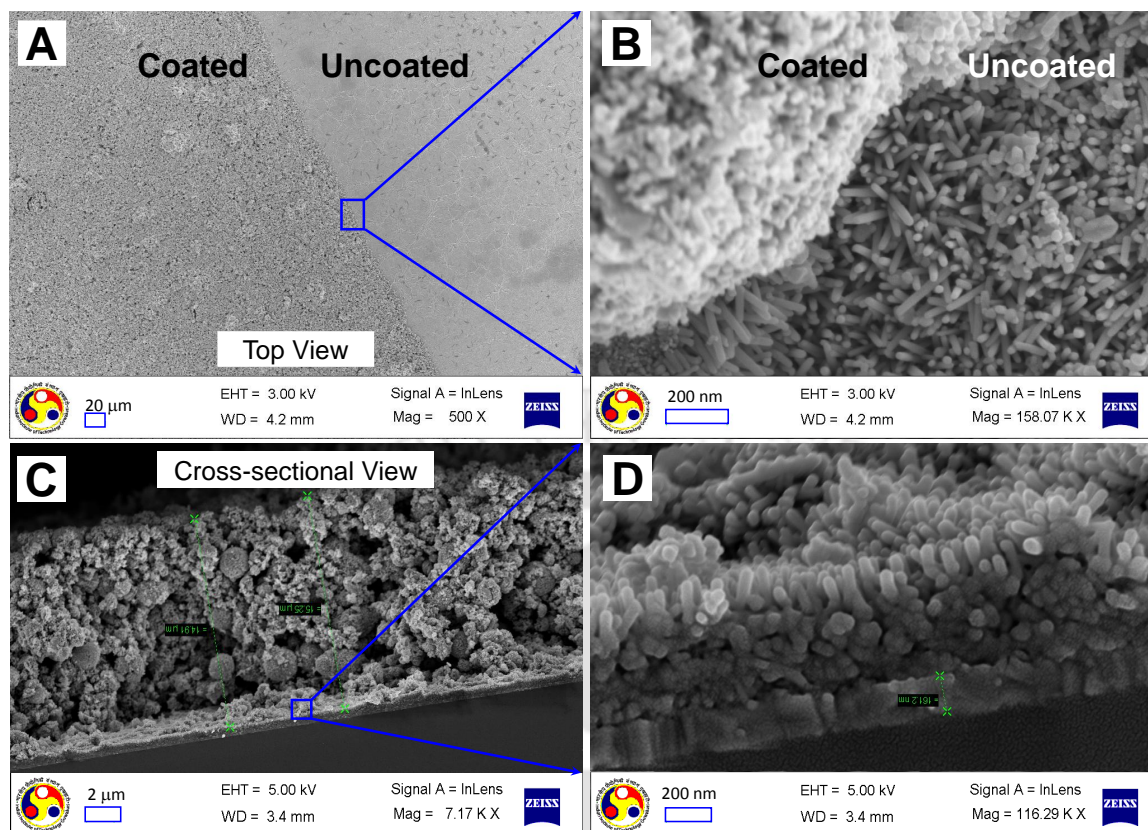 A
Coated
Uncoated
Top View
20 μm
EHT = 3.00 kV
WD = 4.2 mm
Signal A = InLens
Mag = 500 X
ZEISS
B
Coated
Uncoated
200 nm
EHT = 3.00 kV
WD = 4.2 mm
Signal A = InLens
Mag = 158.07 K X
ZEISS
C
Cross-sectional View
= 14.91 μm
= 15.25 μm
2 μm
EHT = 5.00 kV
WD = 3.4 mm
Signal A = InLens
Mag = 7.17 K X
ZEISS
D
= 161.2 nm
200 nm
EHT = 5.00 kV
WD = 3.4 mm
Signal A = InLens
Mag = 116.29 K X
ZEISS